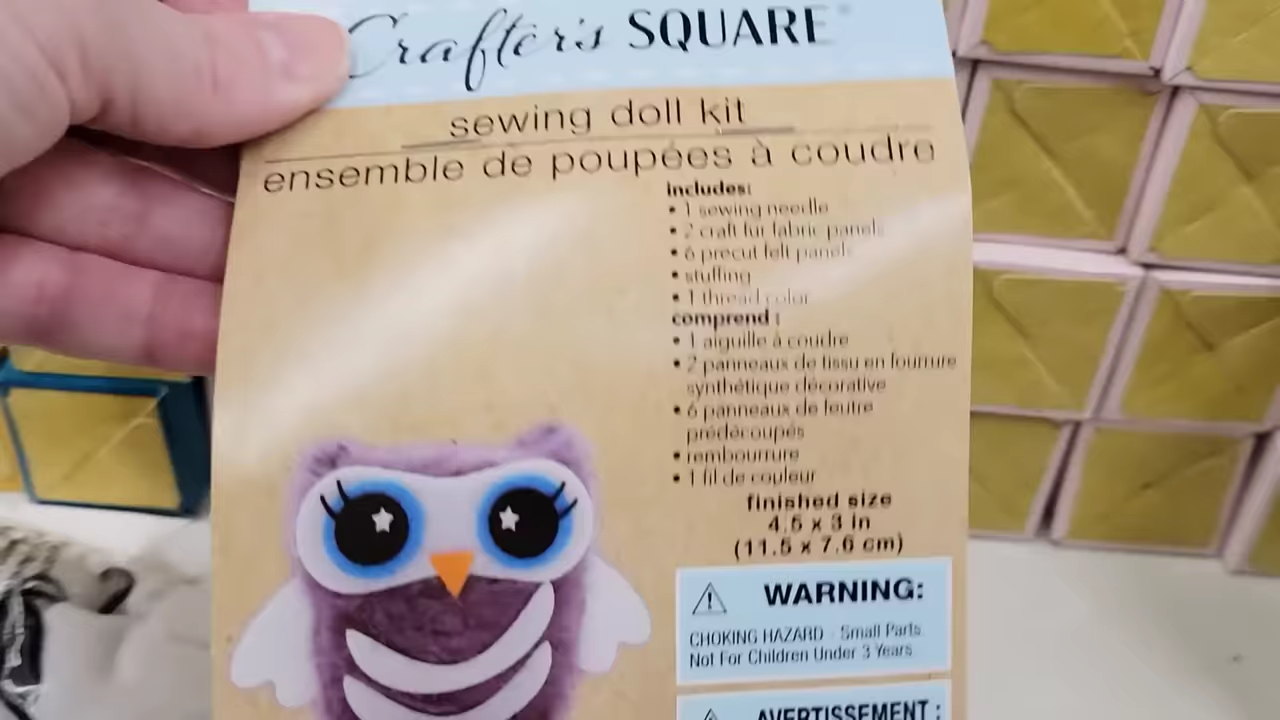 Crafter's SQUARE
sewing doll kit
ensemble de poupées à coudre
includes:
• 1 sewing needle
• 2 craft fur fabric panels
• 6 precut felt panels
• stuffing
• 1 thread color
comprend :
• 1 aiguille à coudre
• 2 panneaux de tissu en fourrure
synthétique décorative
• 6 panneaux de feutre
prédécoupés
• rembourrure
• 1 fil de couleur
finished size
4.5 x 3 in
(11.5 x 7.6 cm)
WARNING:
CHOKING HAZARD - Small Parts.
Not For Children Under 3 Years.
AVERTISSEMENT :